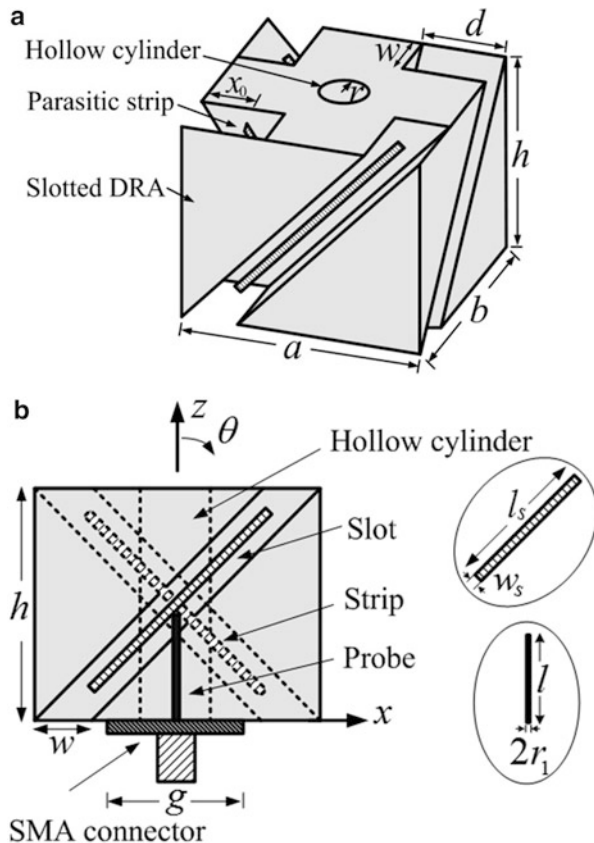 a
Hollow cylinder
Parasitic strip
Slotted DRA
x₀
r
w
d
h
b
a
b
z
θ
Hollow cylinder
Slot
Strip
Probe
h
w
x
g
SMA connector
lₛ
wₛ
l
2r₁